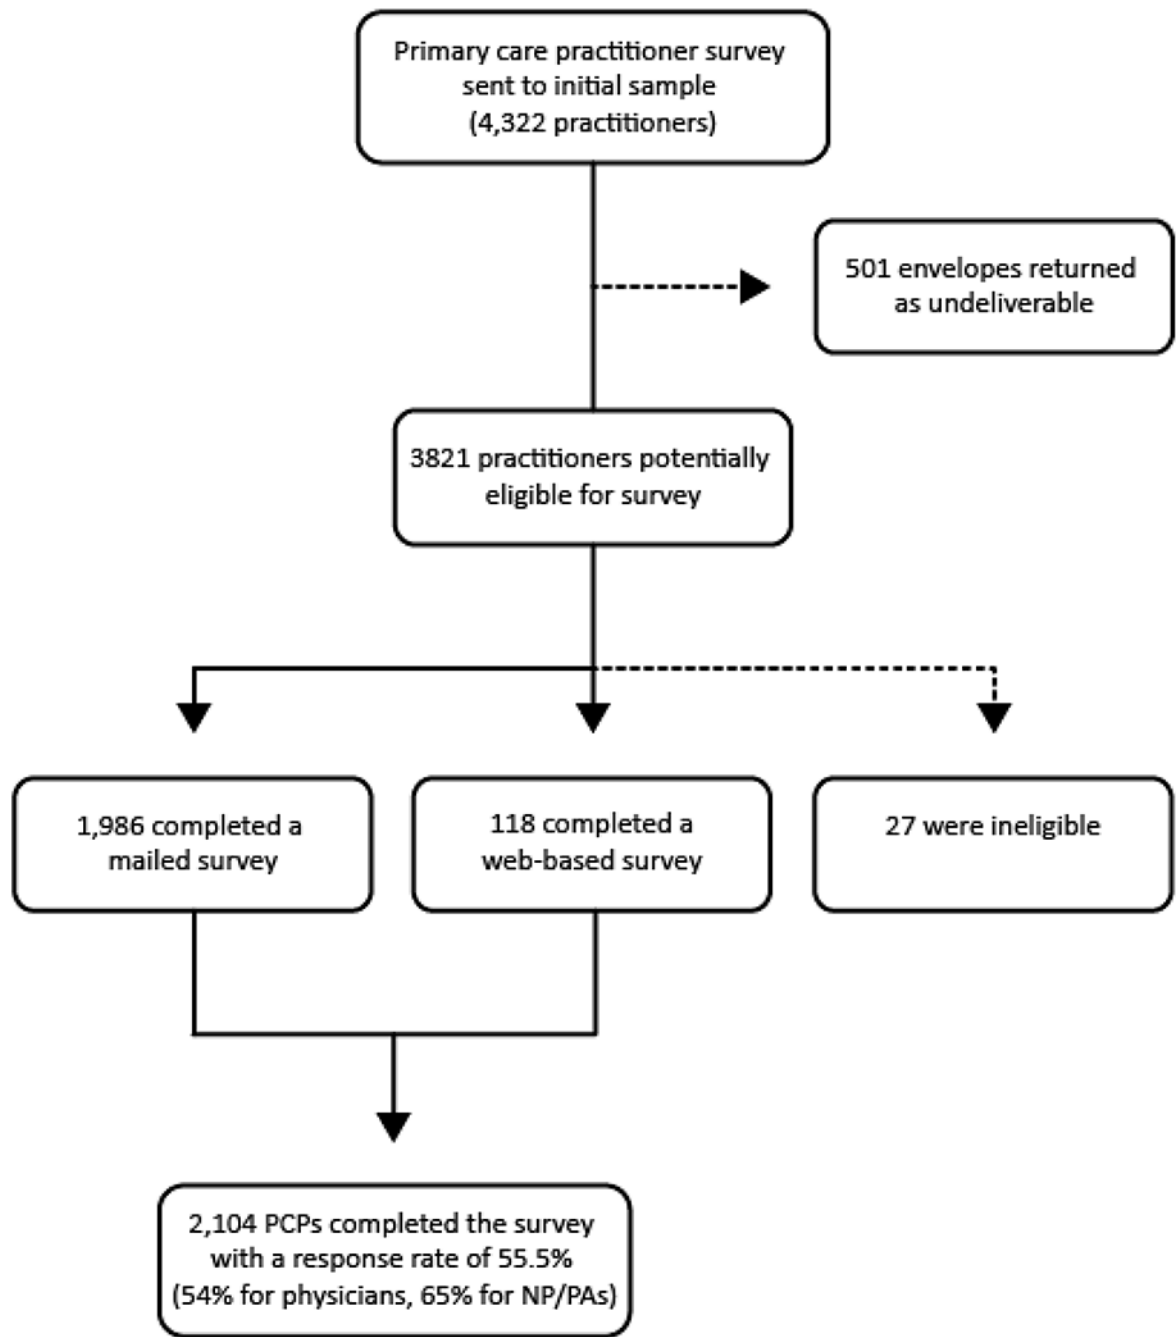 Primary care practitioner survey
sent to initial sample
(4,322 practitioners)
501 envelopes returned
as undeliverable
3821 practitioners potentially
eligible for survey
1,986 completed a
mailed survey
118 completed a
web-based survey
27 were ineligible
2,104 PCPs completed the survey
with a response rate of 55.5%
(54% for physicians, 65% for NP/PAs)